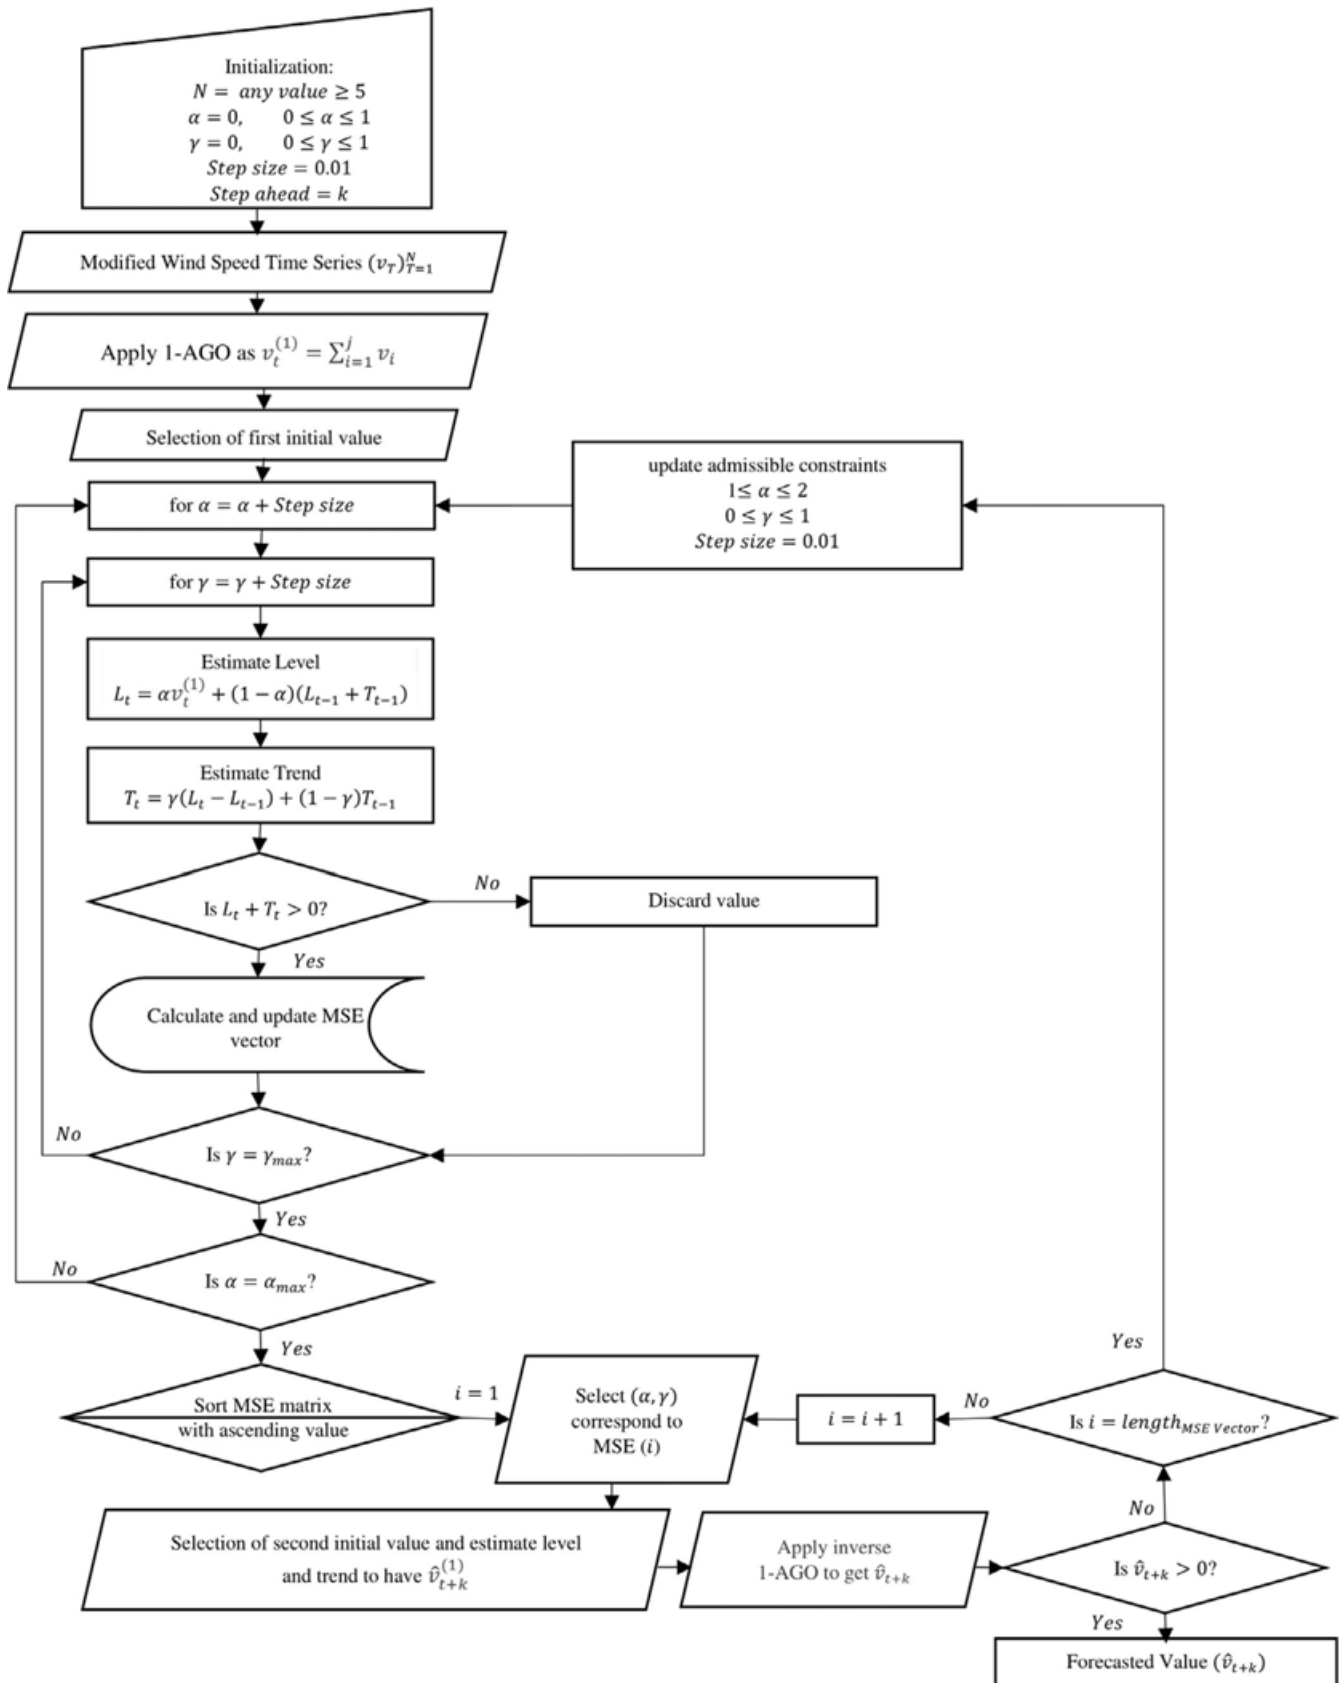 Initialization:
N = any value ≥ 5
α = 0, 0 ≤ α ≤ 1
γ = 0, 0 ≤ γ ≤ 1
Step size = 0.01
Step ahead = k
Modified Wind Speed Time Series (v_T)_{T=1}^{N}
Apply 1-AGO as v_t^{(1)} = ∑_{i=1}^{j} v_i
Selection of first initial value
for α = α + Step size
update admissible constraints
1≤ α ≤ 2
0 ≤ γ ≤ 1
Step size = 0.01
for γ = γ + Step size
Estimate Level
L_t = αv_t^{(1)} + (1 − α)(L_{t−1} + T_{t−1})
Estimate Trend
T_t = γ(L_t − L_{t−1}) + (1 − γ)T_{t−1}
Is L_t + T_t > 0?
No
Discard value
Yes
Calculate and update MSE
vector
Is γ = γ_{max}?
No
Yes
Is α = α_{max}?
No
Yes
Sort MSE matrix
with ascending value
i = 1
Select (α, γ)
correspond to
MSE (i)
i = i + 1
No
Is i = length_{MSE Vector}?
Yes
Selection of second initial value and estimate level
and trend to have v̂_{t+k}^{(1)}
Apply inverse
1-AGO to get v̂_{t+k}
Is v̂_{t+k} > 0?
No
Yes
Forecasted Value (v̂_{t+k})